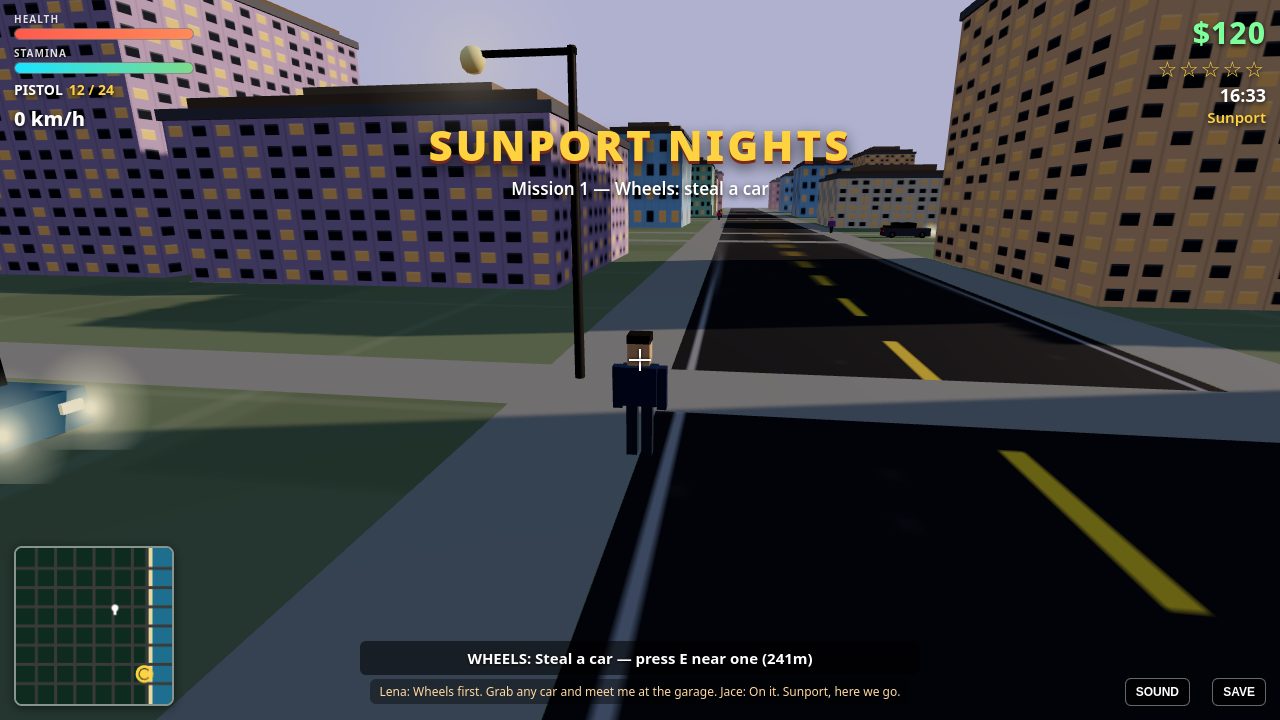 HEALTH
STAMINA
PISTOL 12 / 24
0 km/h
$120
☆☆☆☆☆
16:33
Sunport
SUNPORT NIGHTS
Mission 1 — Wheels: steal a car
C
WHEELS: Steal a car — press E near one (241m)
Lena: Wheels first. Grab any car and meet me at the garage. Jace: On it. Sunport, here we go.
SOUND
SAVE